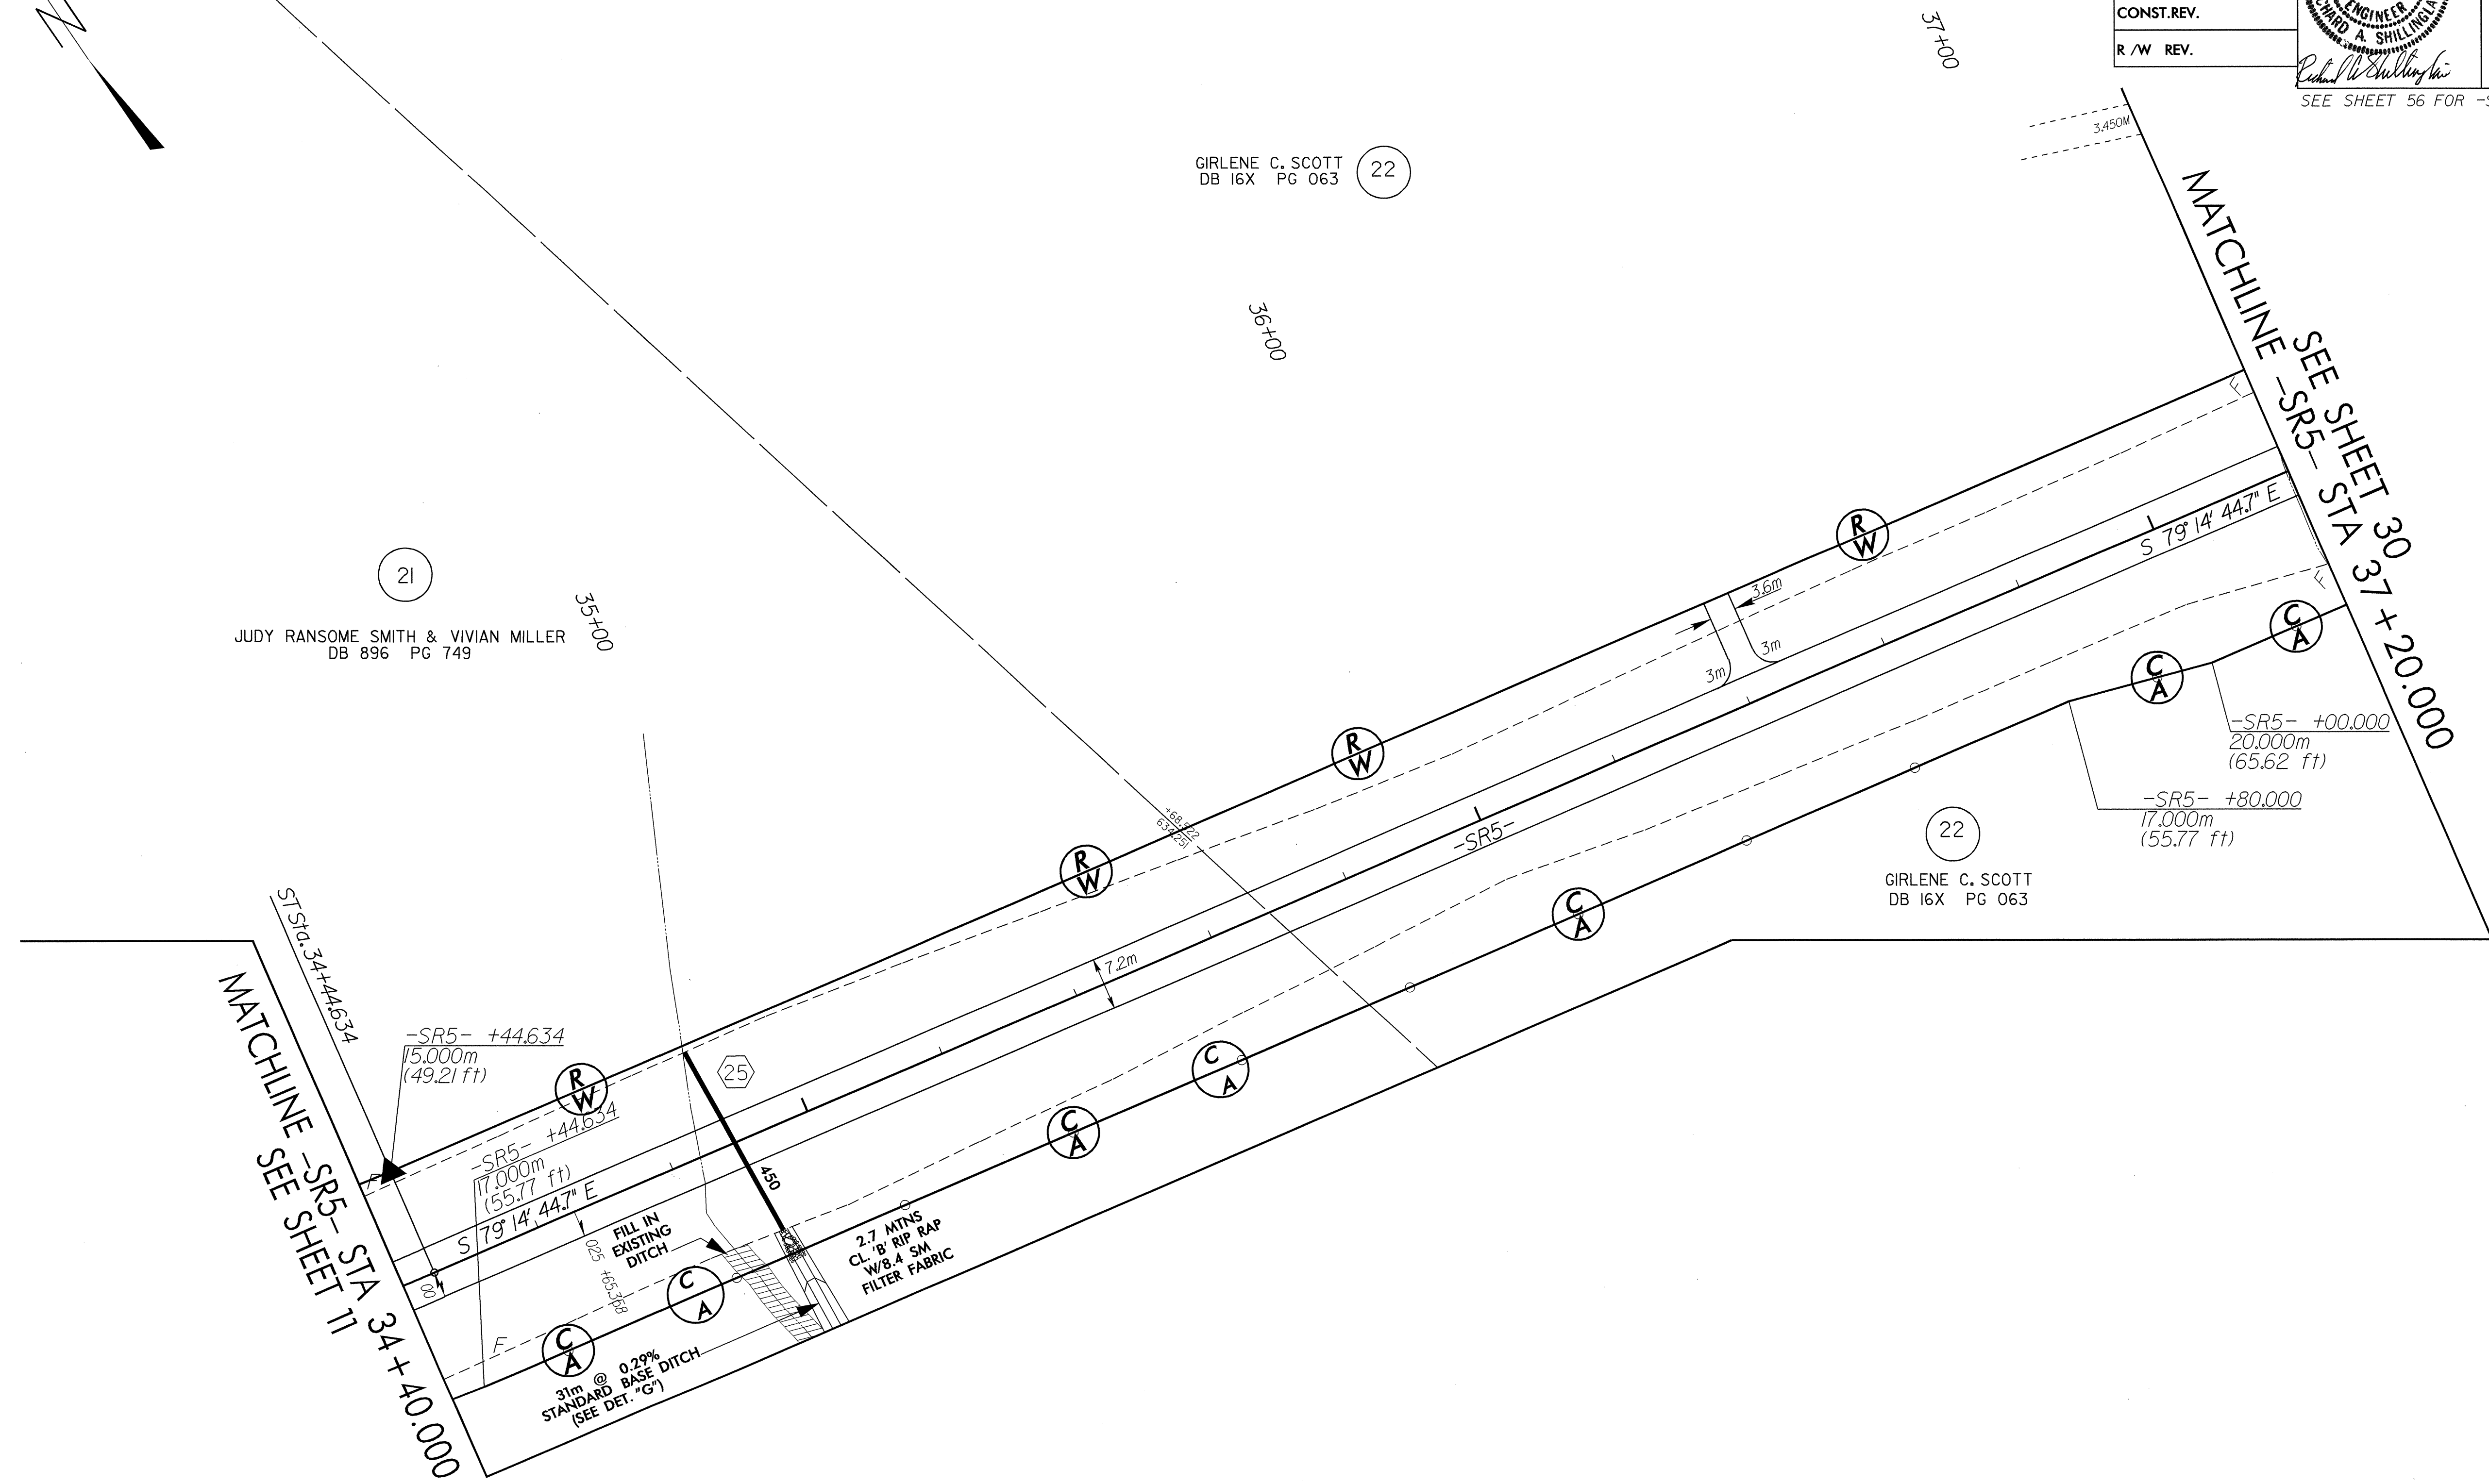 CONST.REV.
R /W REV.
ENGINEER
SEE SHEET 56 FOR
37+00
3.450M
GIRLENE C. SCOTT
DB 16X PG 063
22
MATCHLINE -SR5- STA 37+20.000
SEE SHEET 30
36+00
21
JUDY RANSOME SMITH & VIVIAN MILLER
DB 896 PG 749
35+00
R
W
R
W
R
W
R
W
F
S 79° 14' 44.7" E
F
3.6m
3m
3m
C
A
C
A
-SR5- +00.000
20.000m
(65.62 ft)
-SR5- +80.000
17.000m
(55.77 ft)
22
GIRLENE C. SCOTT
DB 16X PG 063
-SR5-
7.2m
C
A
C
A
C
A
ST Sta. 34+44.634
MATCHLINE -SR5- STA 34+40.000
SEE SHEET 11
-SR5- +44.634
15.000m
(49.21 ft)
25
450
F
-SR5- +44.634
17.000m
(55.77 ft)
S 79° 14' 44.7" E
00
025 +65.368
FILL IN
EXISTING
DITCH
2.7 MTNS
CL. 'B' RIP RAP
W/8.4 SM
FILTER FABRIC
C
A
C
A
F
31m @ 0.29%
STANDARD BASE DITCH
(SEE DET. "G")